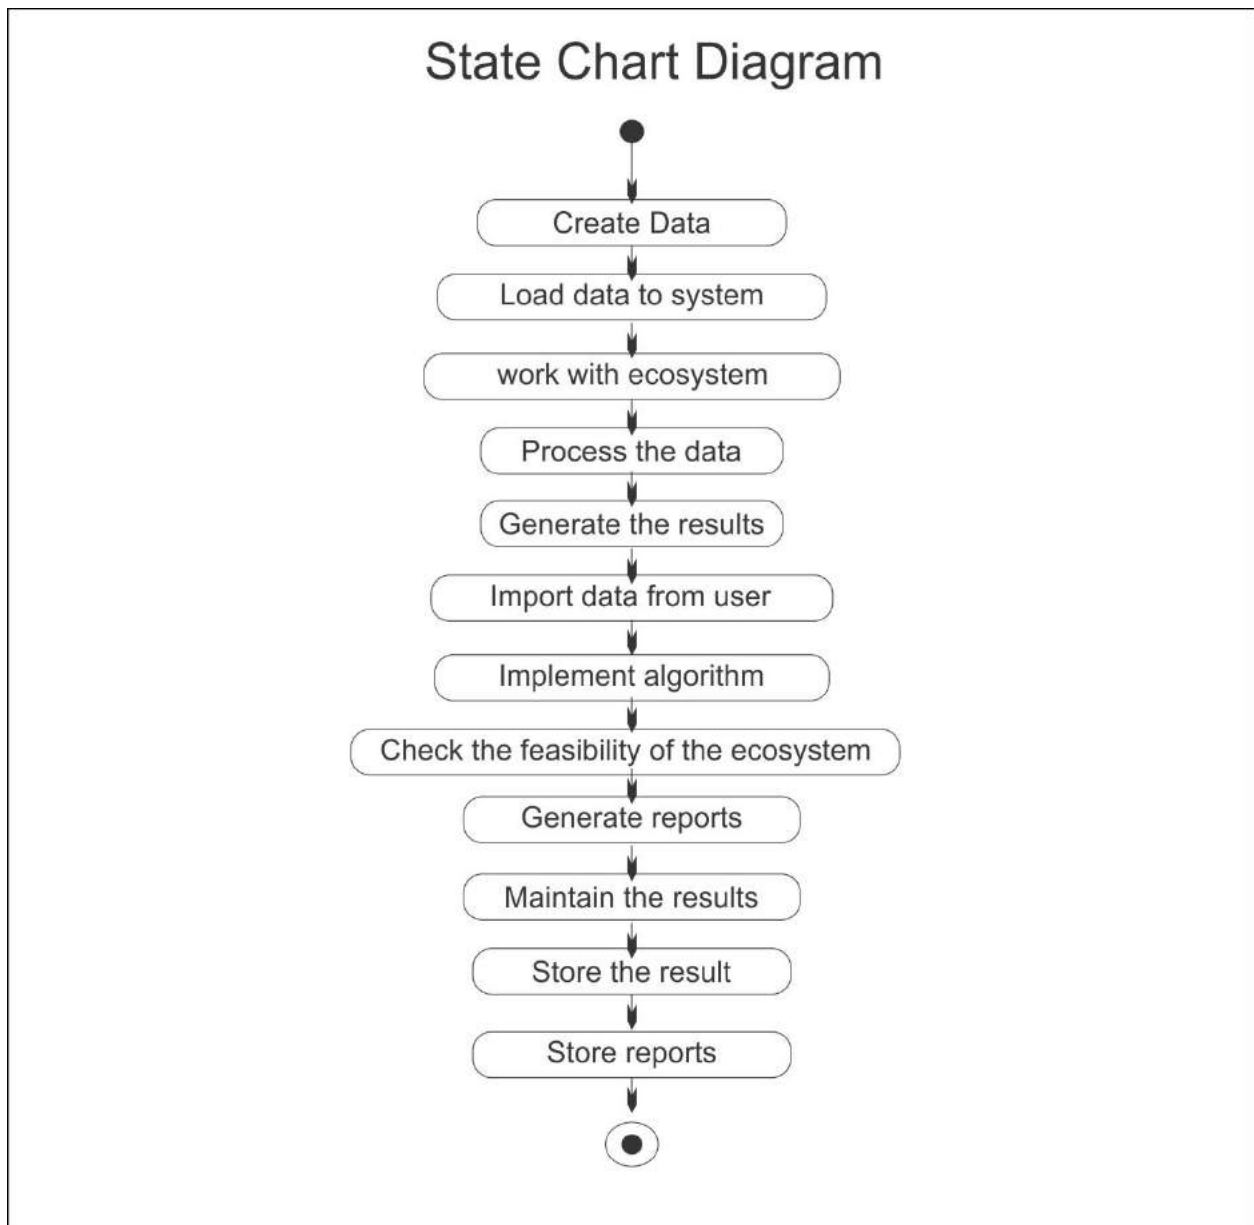 State Chart Diagram
Create Data
Load data to system
work with ecosystem
Process the data
Generate the results
Import data from user
Implement algorithm
Check the feasibility of the ecosystem
Generate reports
Maintain the results
Store the result
Store reports